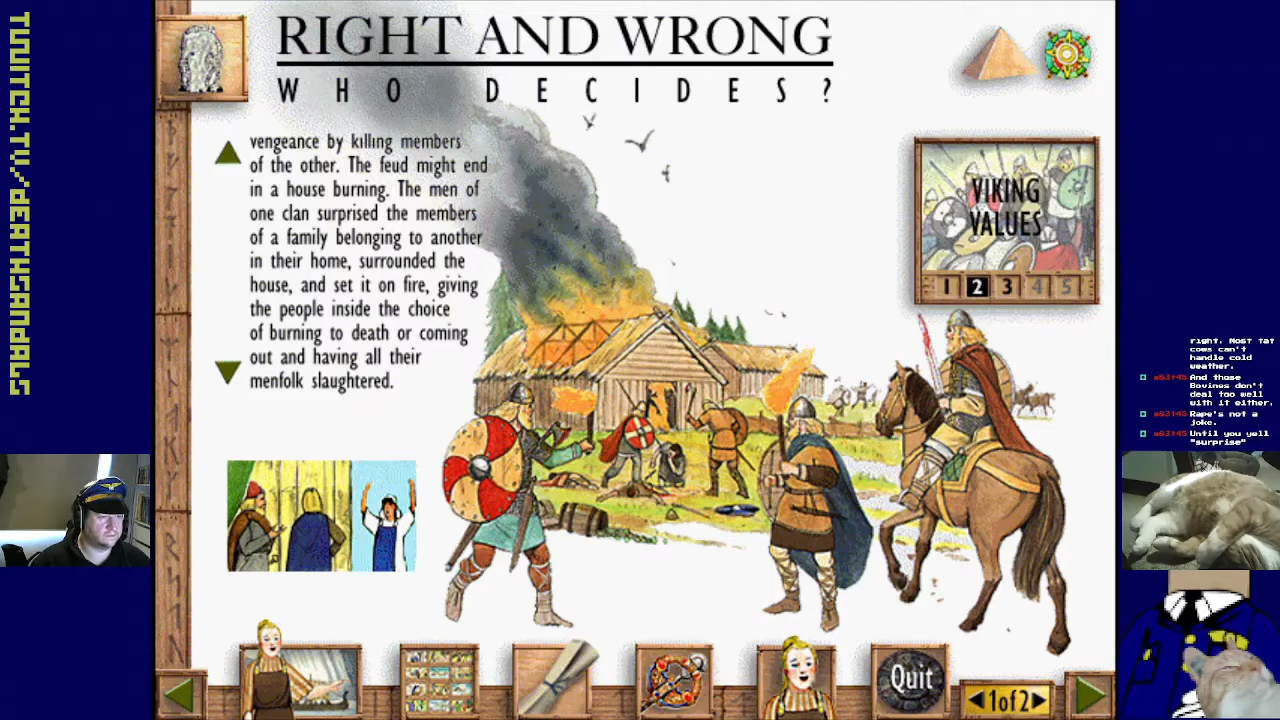 TWITCH.TV/DEATHSANDALS
RIGHT AND WRONG
WHO DECIDES?
vengeance by killing members
of the other. The feud might end
in a house burning. The men of
one clan surprised the members
of a family belonging to another
in their home, surrounded the
house, and set it on fire, giving
the people inside the choice
of burning to death or coming
out and having all their
menfolk slaughtered.
VIKING
VALUES
1 2 3 4 5
right. Most fat
cows can't
handle cold
weather.
m83t45 And those
Bovines don't
deal too well
with it either.
m83t45 Rape's not a
joke.
m83t45 Until you yell
"surprise"
Quit
1of2